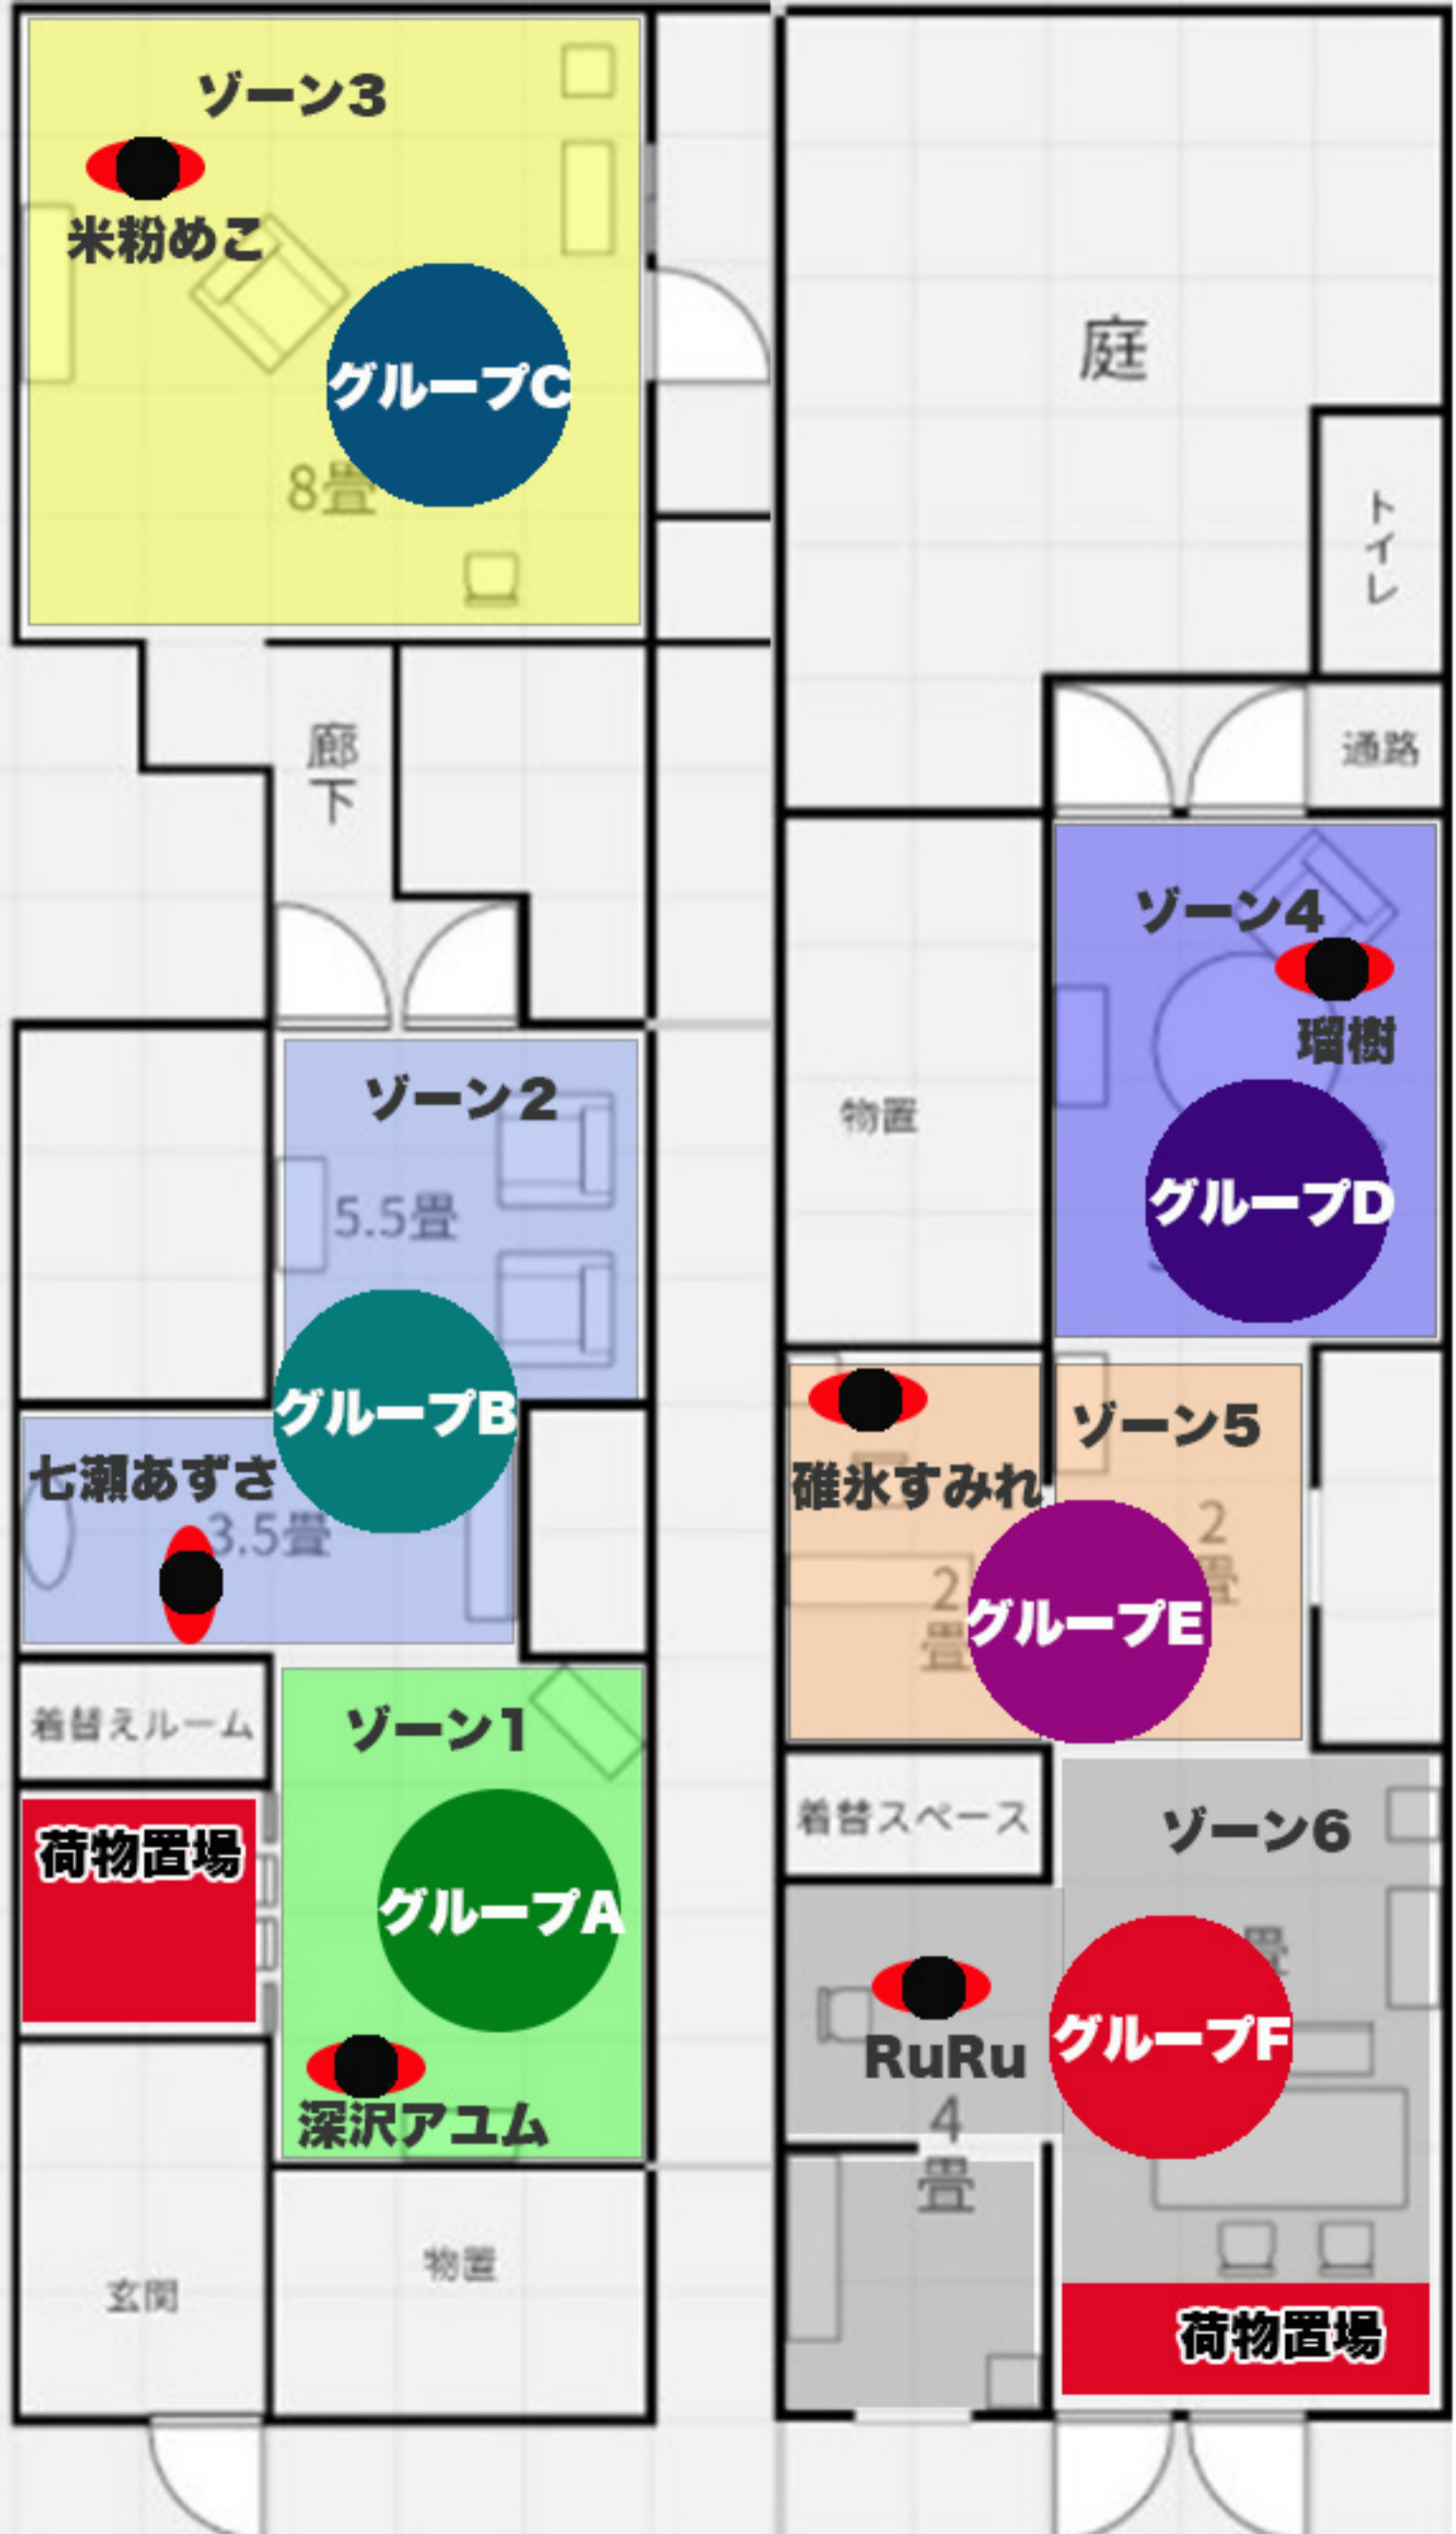 ゾーン3
米粉めこ
グループC
8畳
廊下
ゾーン2
5.5畳
グループB
七瀬あずさ
3.5畳
着替えルーム
ゾーン1
荷物置場
グループA
深沢アユム
玄関
物置
庭
トイレ
通路
ゾーン4
瑠樹
グループD
物置
ゾーン5
碓氷すみれ
2畳
2畳
グループE
着替スペース
ゾーン6
畳
RuRu
グループF
4畳
荷物置場